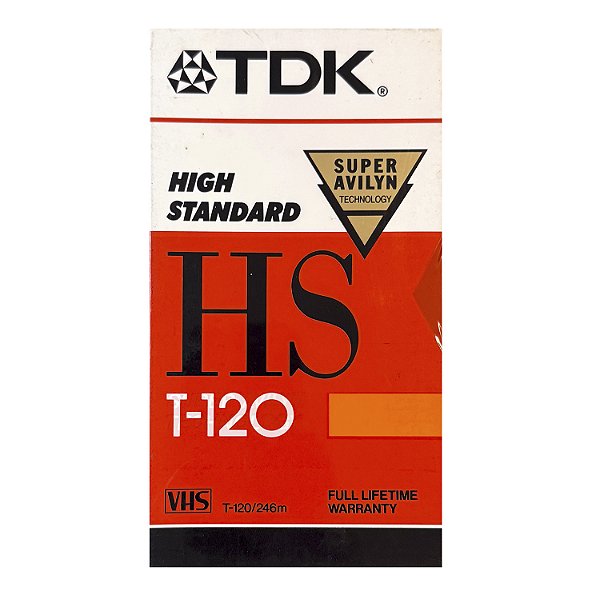 TDK®
HIGH
STANDARD
SUPER
AVILYN
TECHNOLOGY
HS
T-120
VHS
T-120/246m
FULL LIFETIME
WARRANTY